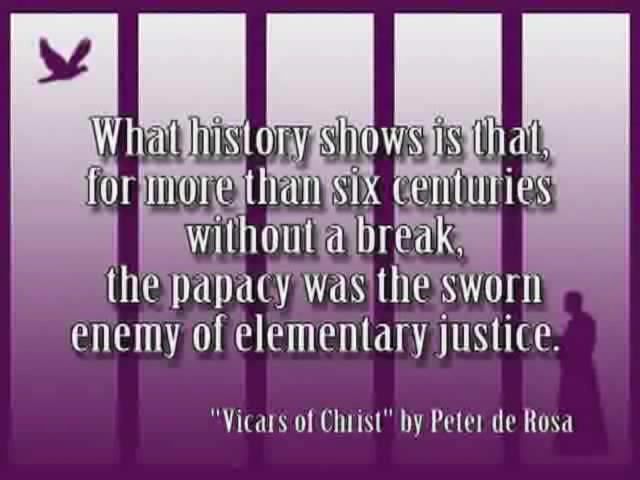 What history shows is that,
for more than six centuries
without a break,
the papacy was the sworn
enemy of elementary justice.
"Vicars of Christ" by Peter de Rosa